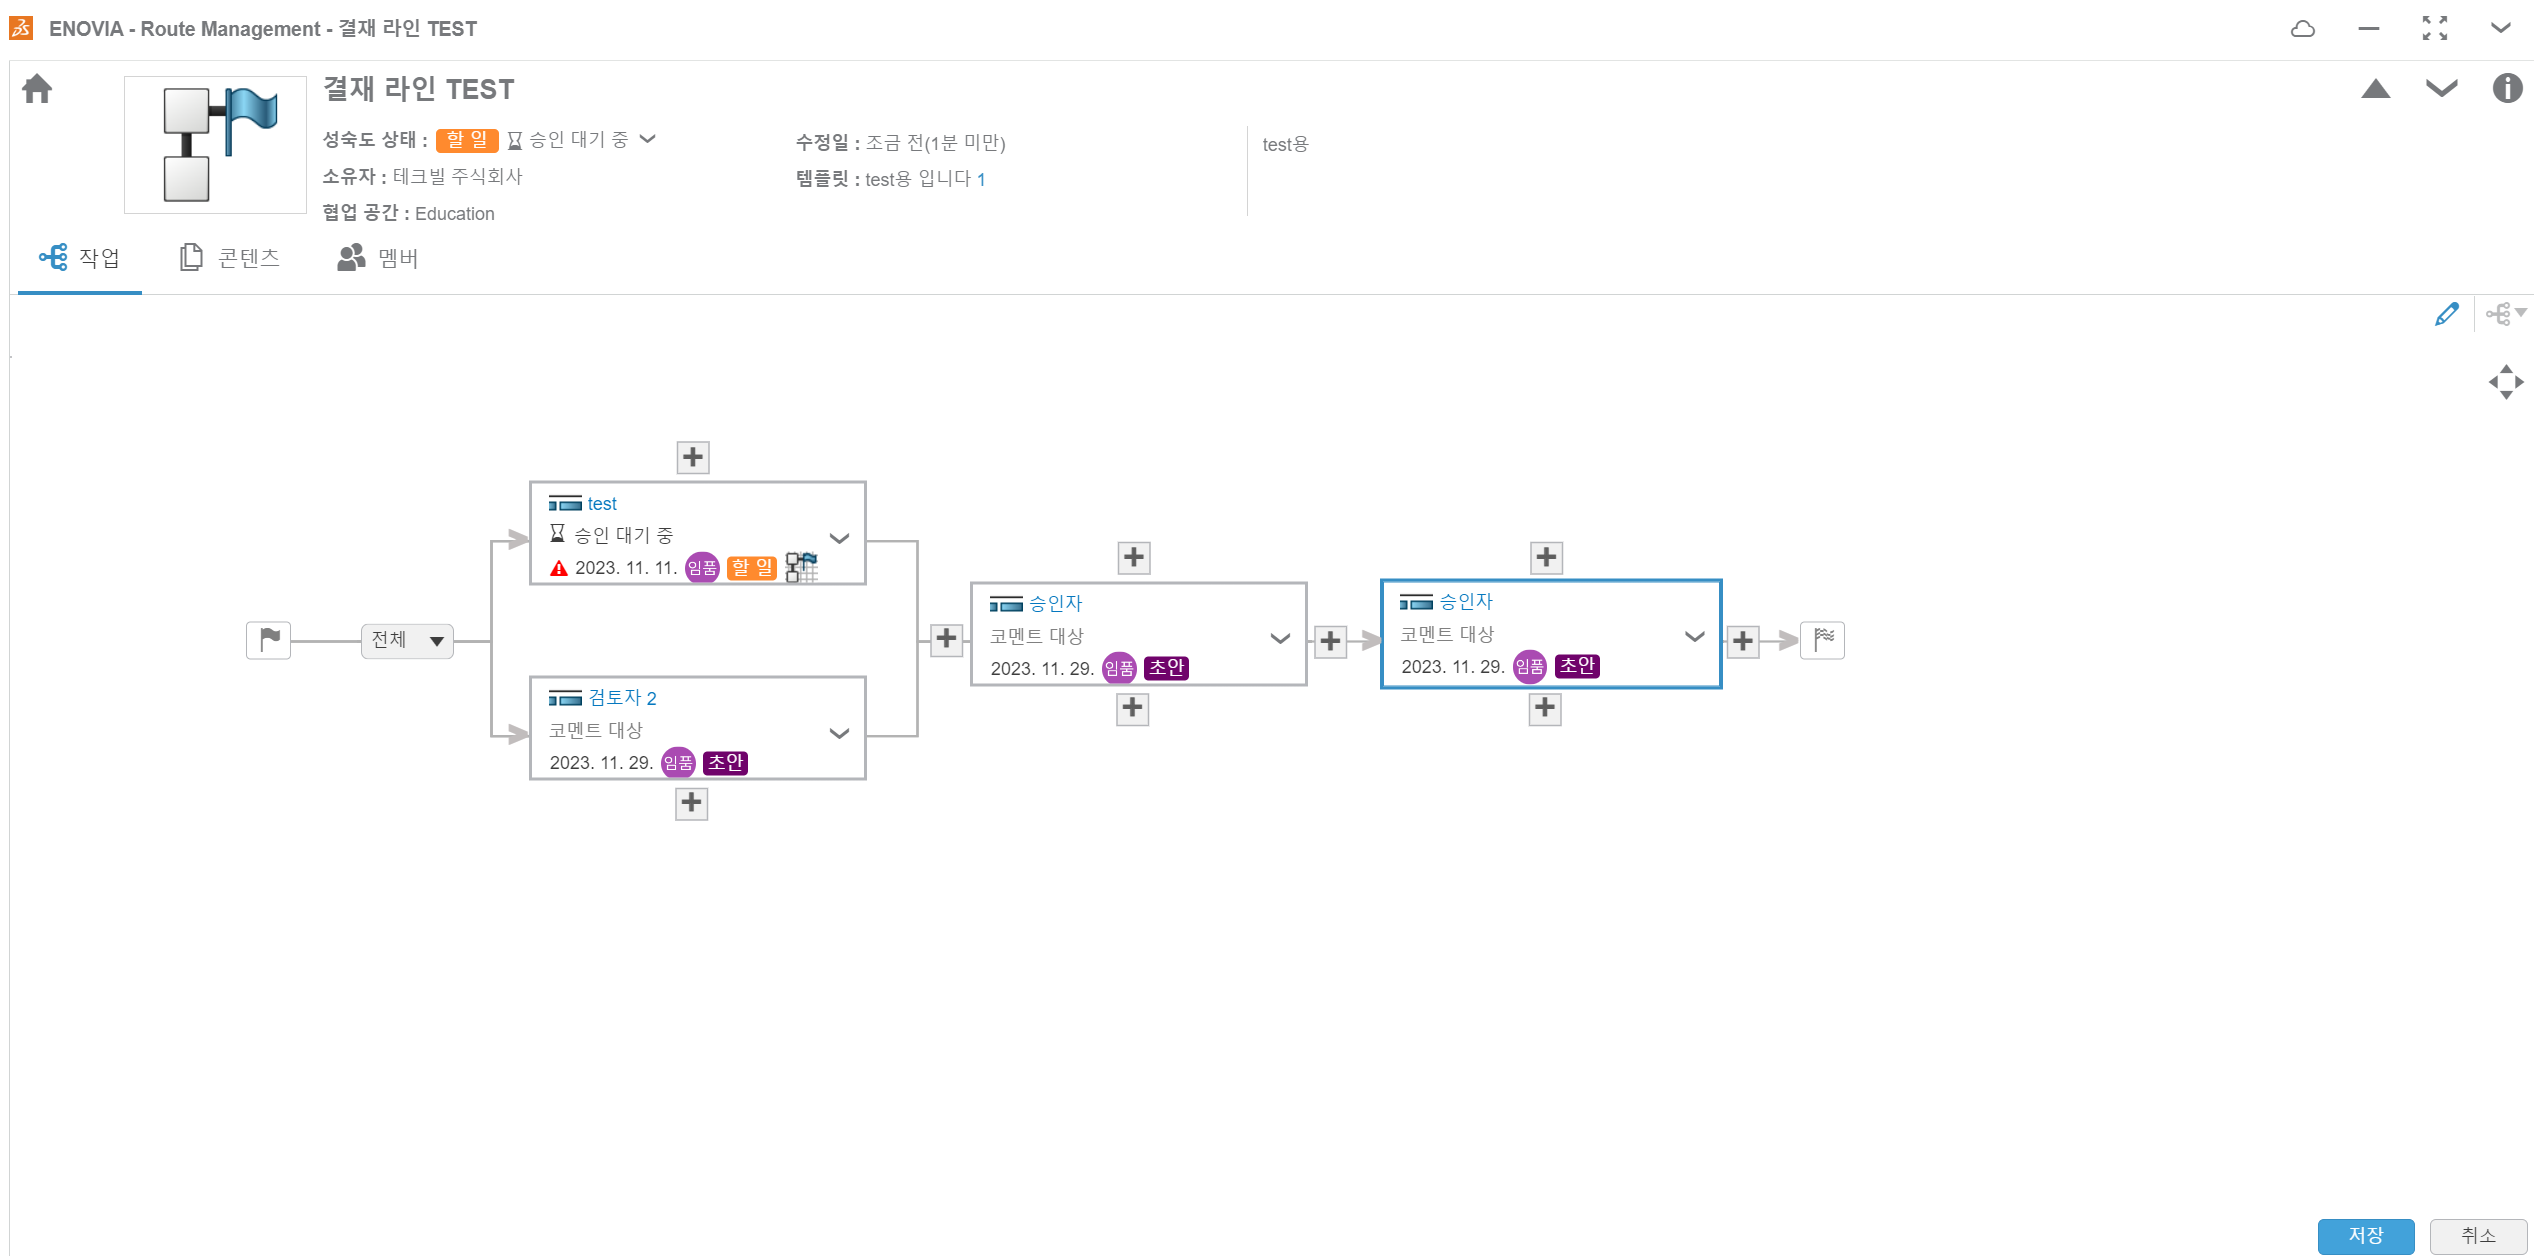 ENOVIA - Route Management - 결재 라인 TEST
결재 라인 TEST
성숙도 상태 : 할 일 승인 대기 중
소유자 : 테크빌 주식회사
협업 공간 : Education
수정일 : 조금 전(1분 미만)
템플릿 : test용 입니다 1
test용
작업 콘텐츠 멤버
test
승인 대기 중
2023. 11. 11. 임품 할 일
전체
검토자 2
코멘트 대상
2023. 11. 29. 임품 초안
승인자
코멘트 대상
2023. 11. 29. 임품 초안
승인자
코멘트 대상
2023. 11. 29. 임품 초안
저장 취소